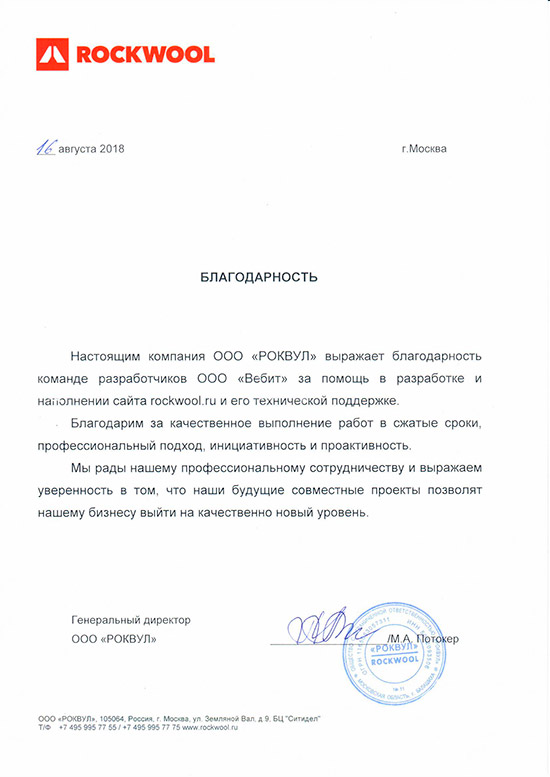 ROCKWOOL
16 августа 2018 г.Москва
БЛАГОДАРНОСТЬ
Настоящим компания ООО «РОКВУЛ» выражает благодарность
команде разработчиков ООО «Вебит» за помощь в разработке и
наполнении сайта rockwool.ru и его технической поддержке.
Благодарим за качественное выполнение работ в сжатые сроки,
профессиональный подход, инициативность и проактивность.
Мы рады нашему профессиональному сотрудничеству и выражаем
уверенность в том, что наши будущие совместные проекты позволят
нашему бизнесу выйти на качественно новый уровень.
Генеральный директор
ООО «РОКВУЛ» /М.А. Потокер
«РОКВУЛ»
ROCKWOOL
МОСКОВСКАЯ ОБЛАСТЬ, Г. БАЛАШИХА
ООО «РОКВУЛ», 105064, Россия, г. Москва, ул. Земляной Вал, д.9, БЦ "Ситидел"
Т/Ф +7 495 995 77 55 / +7 495 995 77 75 www.rockwool.ru